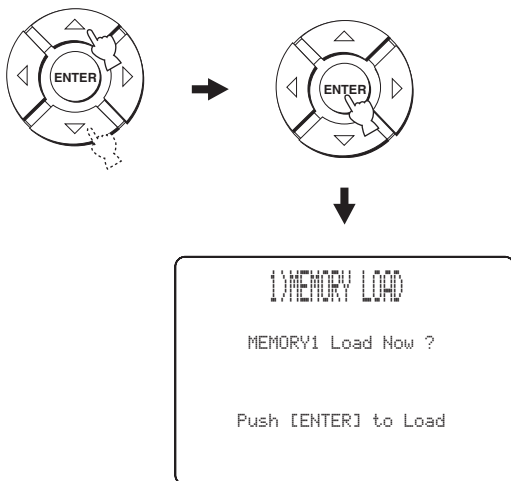 ENTER
ENTER
1)MEMORY LOAD
MEMORY1 Load Now ?
Push [ENTER] to Load